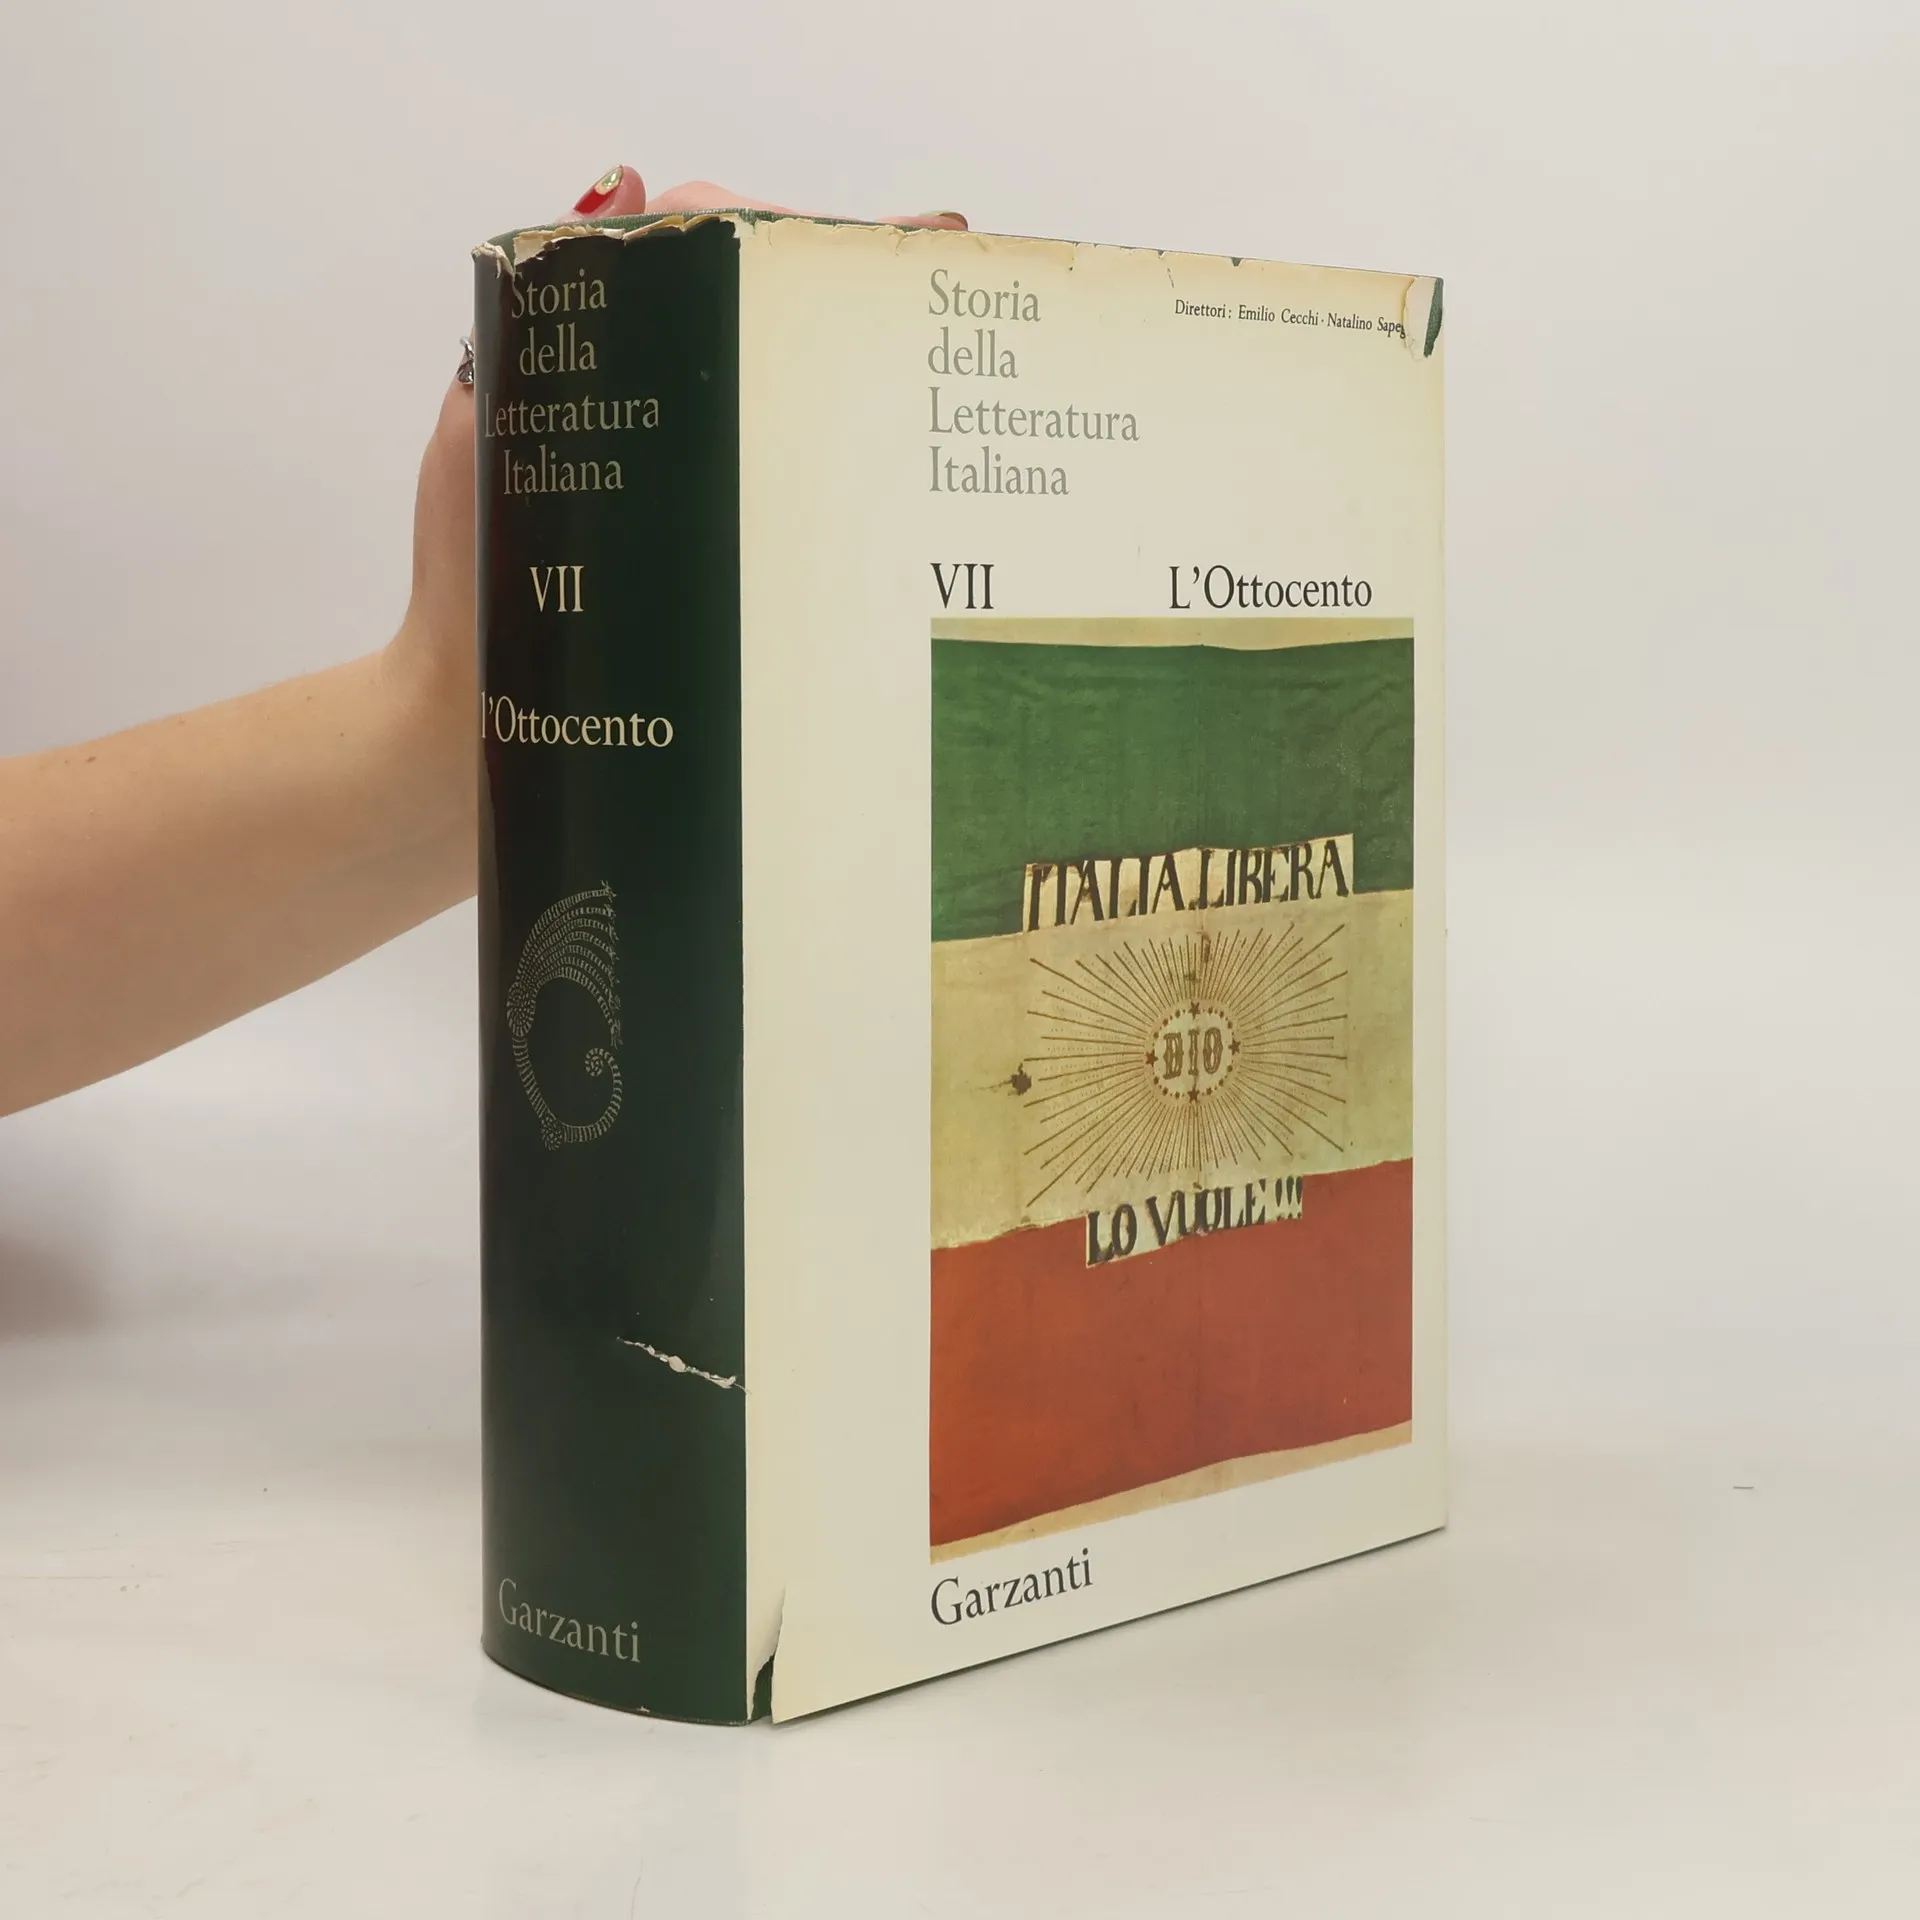 Storia
della
Letteratura
Italiana
VII
l'Ottocento
Garzanti
Storia
della
Letteratura
Italiana
Direttori: Emilio Cecchi · Natalino
VII
L'Ottocento
ITALIA LIBERA
DIO
LO VUOLE!!!
Garzanti